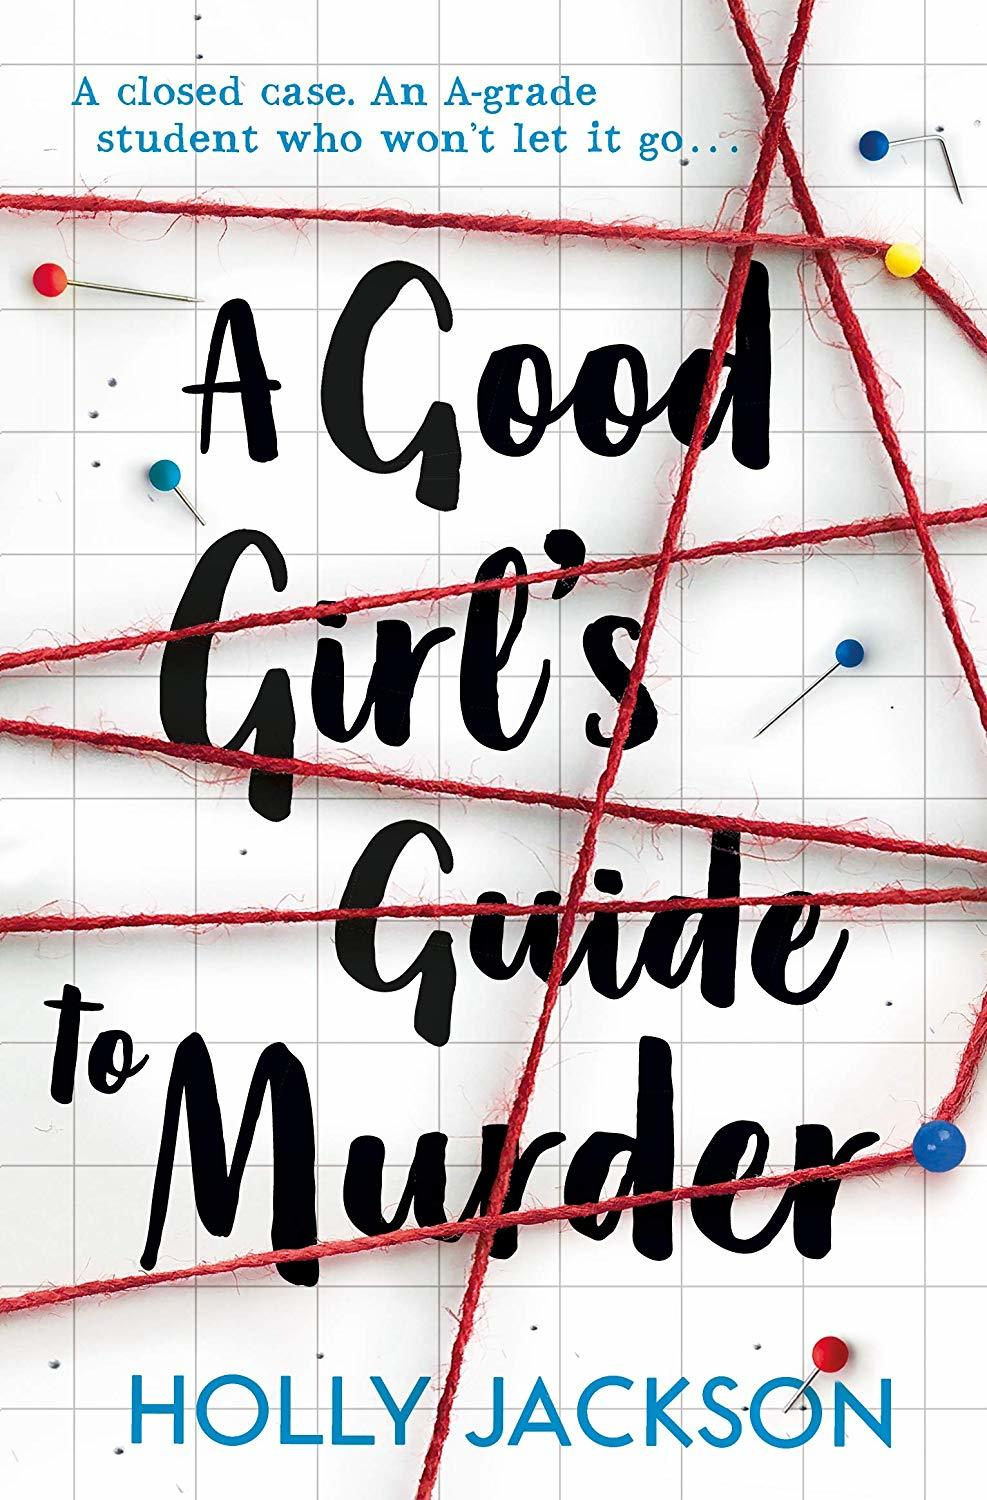 A closed case. An A-grade
student who won't let it go...
A Good
Girl's
Guide
to
Murder
HOLLY JACKSON